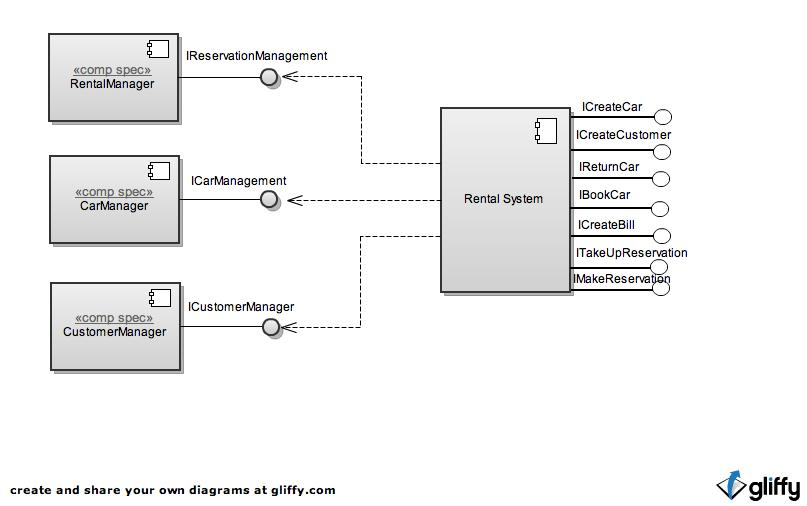 IReservationManagement
«comp spec»
RentalManager
ICarManagement
«comp spec»
CarManager
ICustomerManager
«comp spec»
CustomerManager
Rental System
ICreateCar
ICreateCustomer
IReturnCar
IBookCar
ICreateBill
ITakeUpReservation
IMakeReservation
create and share your own diagrams at gliffy.com
gliffy